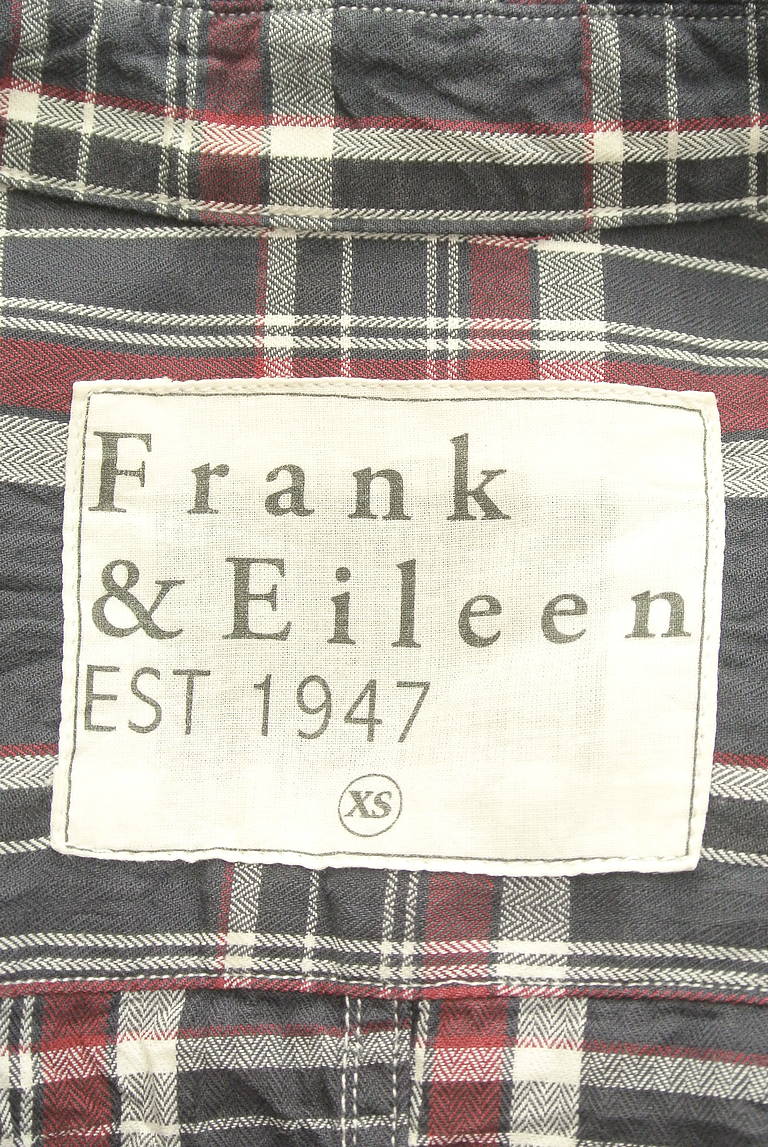 Frank
& Eileen
EST 1947
XS